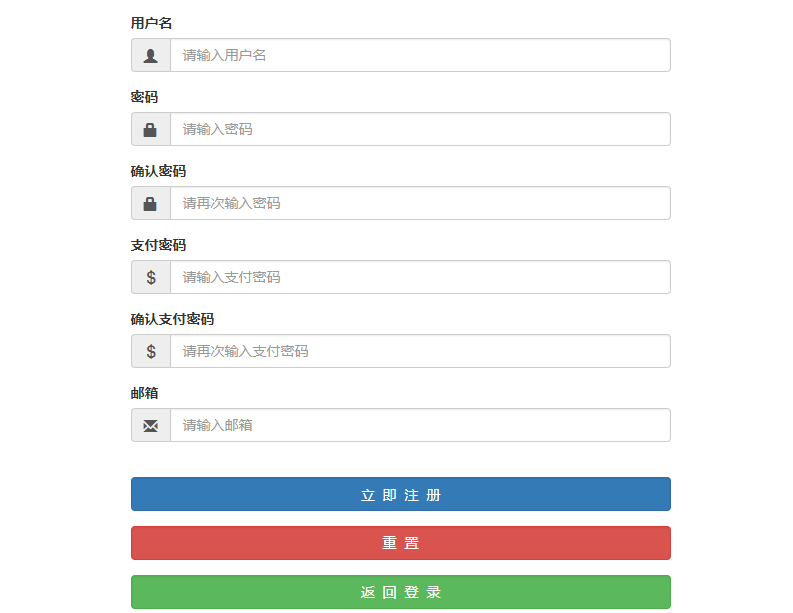 用户名
请输入用户名
密码
请输入密码
确认密码
请再次输入密码
支付密码
$ 请输入支付密码
确认支付密码
$ 请再次输入支付密码
邮箱
请输入邮箱
立即注册
重置
返回登录